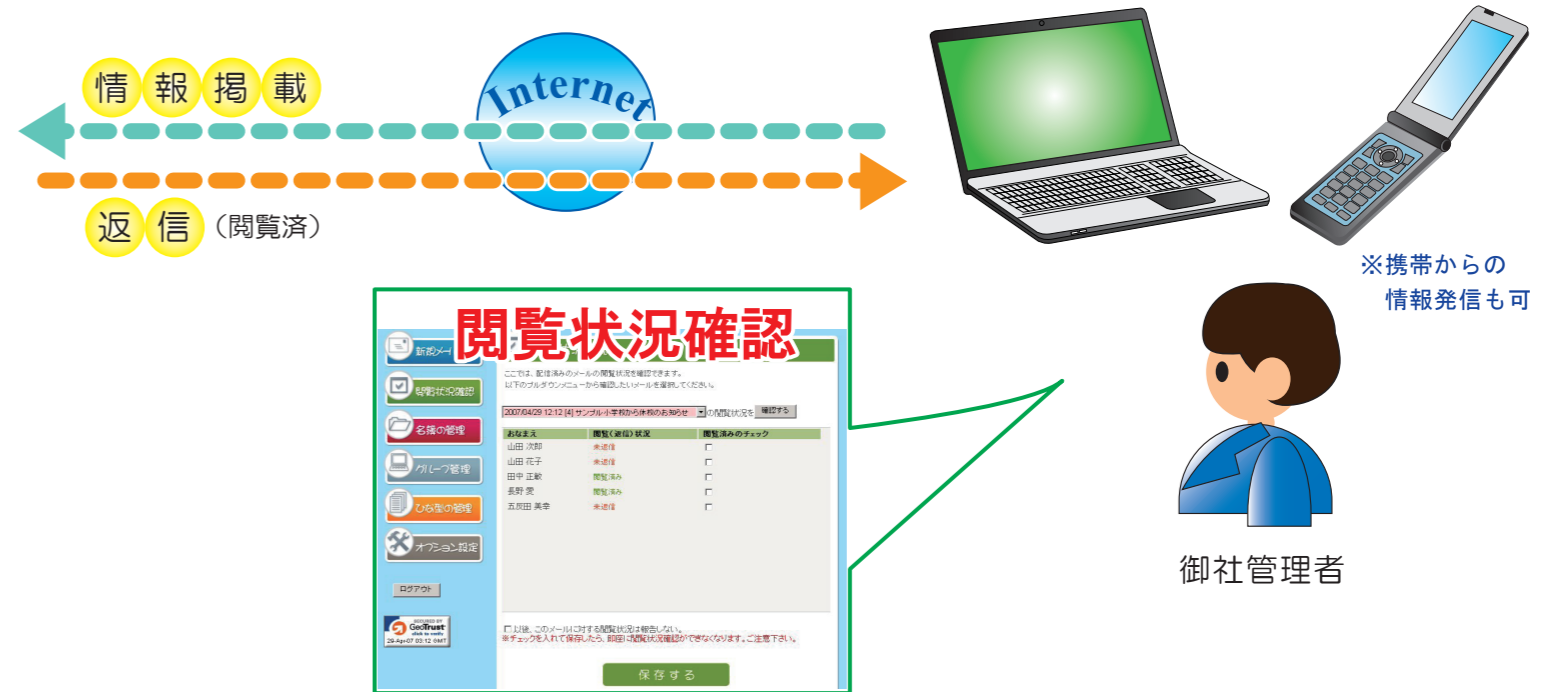 情報掲載
Internet
返信（閲覧済）
※携帯からの
情報発信も可
閲覧状況確認
新規メー
閲覧状況確認
名簿の管理
グループ管理
ひな型の管理
オプション設定
ログアウト
SECURED BY
GeoTrust
click to verify
29-Apr-07 03:12 GMT
ここでは、配信済みのメールの閲覧状況を確認できます。
以下のプルダウンメニューから確認したいメールを選択してください。
2007/04/29 12:12 [4] サンプル小学校から休校のお知らせ の閲覧状況を 確認する
おなまえ 閲覧(返信)状況 閲覧済みのチェック
山田 次郎 未返信
山田 花子 未返信
田中 正敏 閲覧済み
長野 愛 閲覧済み
五反田 美幸 未返信
以後、このメールに対する閲覧状況は報告しない。
※チェックを入れて保存したら、即座に閲覧状況確認ができなくなります。ご注意下さい。
保存する
御社管理者